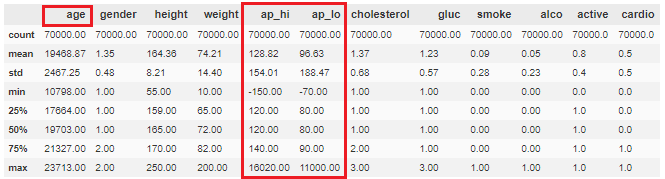 age gender height weight ap_hi ap_lo cholesterol gluc smoke alco active cardio
count 70000.00 70000.00 70000.00 70000.00 70000.00 70000.00 70000.00 70000.00 70000.00 70000.00 70000.0 70000.0
mean 19468.87 1.35 164.36 74.21 128.82 96.63 1.37 1.23 0.09 0.05 0.8 0.5
std 2467.25 0.48 8.21 14.40 154.01 188.47 0.68 0.57 0.28 0.23 0.4 0.5
min 10798.00 1.00 55.00 10.00 -150.00 -70.00 1.00 1.00 0.00 0.00 0.0 0.0
25% 17664.00 1.00 159.00 65.00 120.00 80.00 1.00 1.00 0.00 0.00 1.0 0.0
50% 19703.00 1.00 165.00 72.00 120.00 80.00 1.00 1.00 0.00 0.00 1.0 0.0
75% 21327.00 2.00 170.00 82.00 140.00 90.00 2.00 1.00 0.00 0.00 1.0 1.0
max 23713.00 2.00 250.00 200.00 16020.00 11000.00 3.00 3.00 1.00 1.00 1.0 1.0